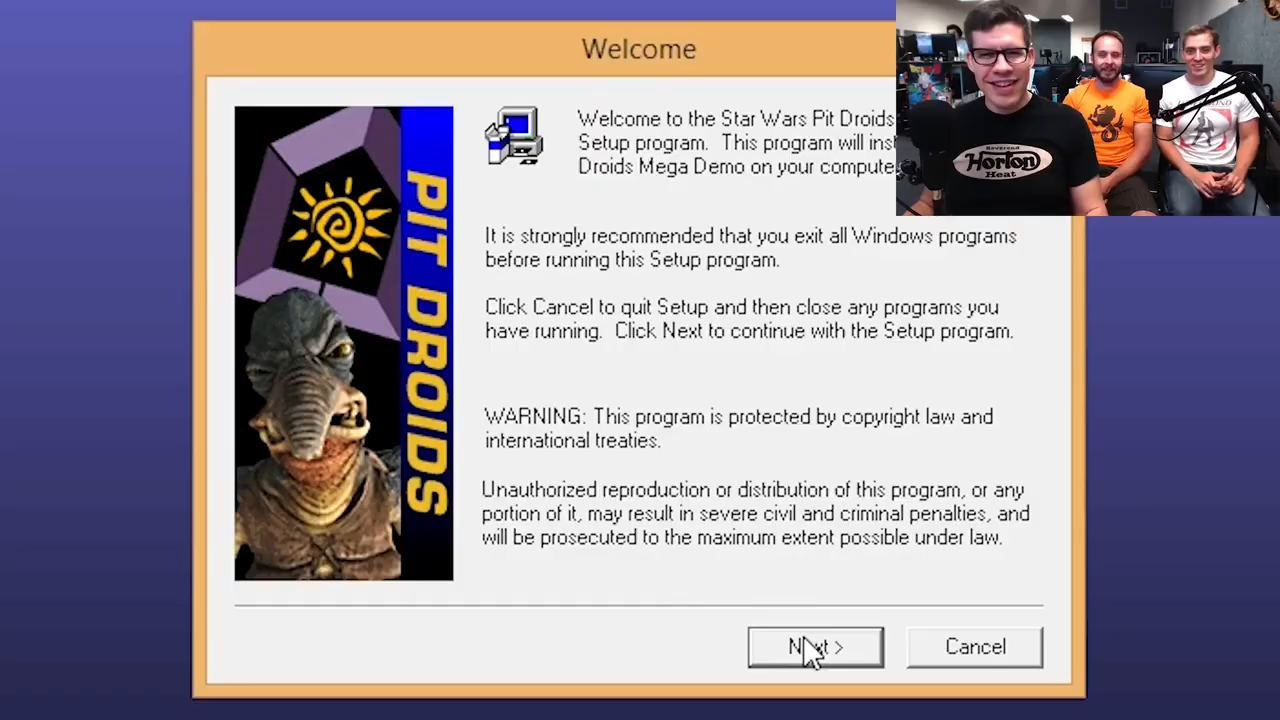 Welcome
Welcome to the Star Wars Pit Droids
Setup program.  This program will
Droids Mega Demo on your
It is strongly recommended that you exit all Windows programs
before running this Setup program.
Click Cancel to quit Setup and then close any programs you
have running.  Click Next to continue with the Setup program.
WARNING: This program is protected by copyright law and
international treaties.
Unauthorized reproduction or distribution of this program, or any
portion of it, may result in severe civil and criminal penalties, and
will be prosecuted to the maximum extent possible under law.
PIT DROIDS
Next >
Cancel
Reverend
Horton
Heat